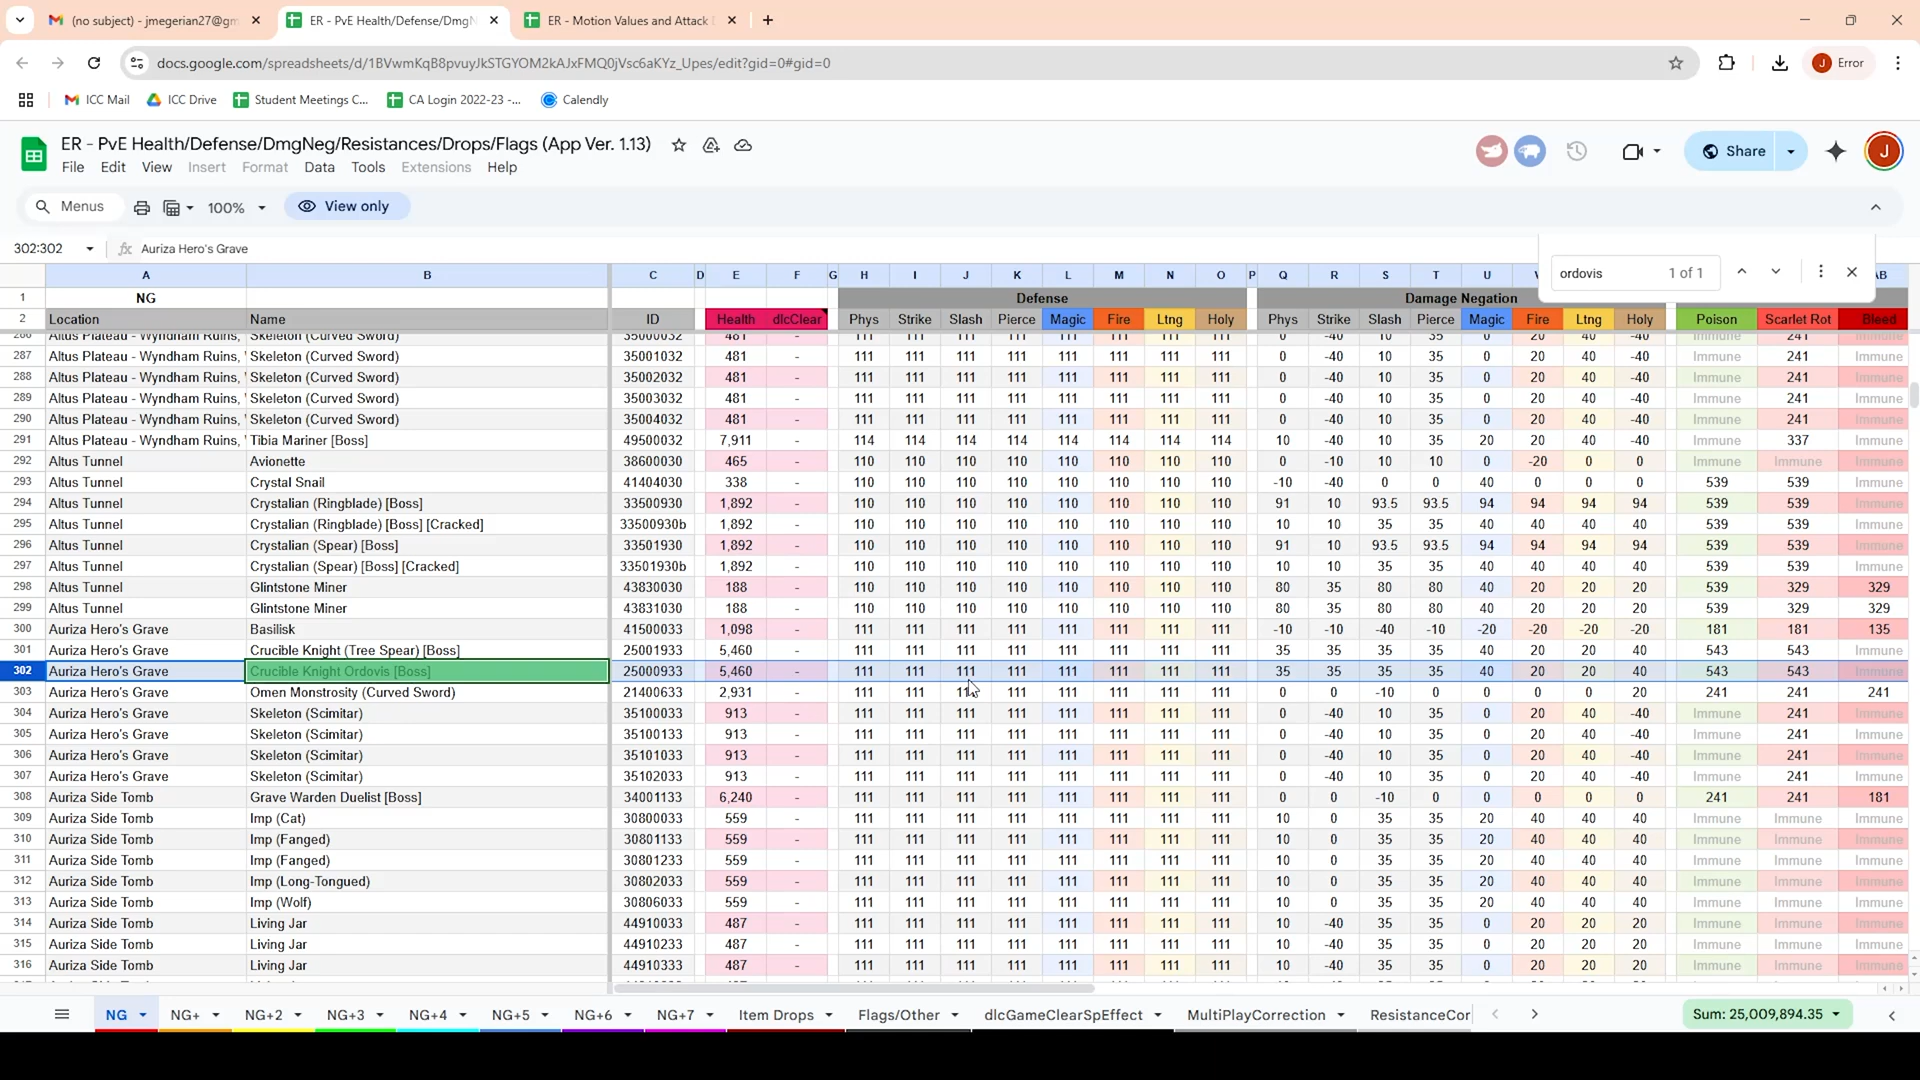 (no subject) - jmegerian27@gm
ER - PvE Health/Defense/DmgN
ER - Motion Values and Attack
docs.google.com/spreadsheets/d/1BVwmKqB8pvuyJkSTGYOM2kAJxFMQ0jVsc6aKYz_Upes/edit?gid=0#gid=0
J Error
ICC Mail ICC Drive Student Meetings C... CA Login 2022-23 -... Calendly
ER - PvE Health/Defense/DmgNeg/Resistances/Drops/Flags (App Ver. 1.13)
File Edit View Insert Format Data Tools Extensions Help
Share J
Menus 100% View only
302:302 fx Auriza Hero's Grave
ordovis 1 of 1
A B C D E F G H I J K L M N O P Q R S T U V AB
1 NG Defense Damage Negation
2 Location Name ID Health dlcClear Phys Strike Slash Pierce Magic Fire Ltng Holy Phys Strike Slash Pierce Magic Fire Ltng Holy Poison Scarlet Rot Bleed
286 Altus Plateau - Wyndham Ruins, Skeleton (Curved Sword) 35000032 481 - 111 111 111 111 111 111 111 111 0 -40 10 35 0 20 40 -40 Immune 241 Immune
287 Altus Plateau - Wyndham Ruins, Skeleton (Curved Sword) 35001032 481 - 111 111 111 111 111 111 111 111 0 -40 10 35 0 20 40 -40 Immune 241 Immune
288 Altus Plateau - Wyndham Ruins, Skeleton (Curved Sword) 35002032 481 - 111 111 111 111 111 111 111 111 0 -40 10 35 0 20 40 -40 Immune 241 Immune
289 Altus Plateau - Wyndham Ruins, Skeleton (Curved Sword) 35003032 481 - 111 111 111 111 111 111 111 111 0 -40 10 35 0 20 40 -40 Immune 241 Immune
290 Altus Plateau - Wyndham Ruins, Skeleton (Curved Sword) 35004032 481 - 111 111 111 111 111 111 111 111 0 -40 10 35 0 20 40 -40 Immune 241 Immune
291 Altus Plateau - Wyndham Ruins, Tibia Mariner [Boss] 49500032 7,911 - 114 114 114 114 114 114 114 114 10 -40 10 35 20 20 40 -40 Immune 337 Immune
292 Altus Tunnel Avionette 38600030 465 - 110 110 110 110 110 110 110 110 0 -10 10 10 0 -20 0 0 Immune Immune Immune
293 Altus Tunnel Crystal Snail 41404030 338 - 110 110 110 110 110 110 110 110 -10 -40 0 0 40 0 0 0 539 539 Immune
294 Altus Tunnel Crystalian (Ringblade) [Boss] 33500930 1,892 - 110 110 110 110 110 110 110 110 91 10 93.5 93.5 94 94 94 94 539 539 Immune
295 Altus Tunnel Crystalian (Ringblade) [Boss] [Cracked] 33500930b 1,892 - 110 110 110 110 110 110 110 110 10 10 35 35 40 40 40 40 539 539 Immune
296 Altus Tunnel Crystalian (Spear) [Boss] 33501930 1,892 - 110 110 110 110 110 110 110 110 91 10 93.5 93.5 94 94 94 94 539 539 Immune
297 Altus Tunnel Crystalian (Spear) [Boss] [Cracked] 33501930b 1,892 - 110 110 110 110 110 110 110 110 10 10 35 35 40 40 40 40 539 539 Immune
298 Altus Tunnel Glintstone Miner 43830030 188 - 110 110 110 110 110 110 110 110 80 35 80 80 40 20 20 20 539 329 329
299 Altus Tunnel Glintstone Miner 43831030 188 - 110 110 110 110 110 110 110 110 80 35 80 80 40 20 20 20 539 329 329
300 Auriza Hero's Grave Basilisk 41500033 1,098 - 111 111 111 111 111 111 111 111 -10 -10 -40 -10 -20 -20 -20 -20 181 181 135
301 Auriza Hero's Grave Crucible Knight (Tree Spear) [Boss] 25001933 5,460 - 111 111 111 111 111 111 111 111 35 35 35 35 40 20 20 40 543 543 Immune
302 Auriza Hero's Grave Crucible Knight Ordovis [Boss] 25000933 5,460 - 111 111 111 111 111 111 111 111 35 35 35 35 40 20 20 40 543 543 Immune
303 Auriza Hero's Grave Omen Monstrosity (Curved Sword) 21400633 2,931 - 111 111 111 111 111 111 111 111 0 0 -10 0 0 0 0 20 241 241 241
304 Auriza Hero's Grave Skeleton (Scimitar) 35100033 913 - 111 111 111 111 111 111 111 111 0 -40 10 35 0 20 40 -40 Immune 241 Immune
305 Auriza Hero's Grave Skeleton (Scimitar) 35100133 913 - 111 111 111 111 111 111 111 111 0 -40 10 35 0 20 40 -40 Immune 241 Immune
306 Auriza Hero's Grave Skeleton (Scimitar) 35101033 913 - 111 111 111 111 111 111 111 111 0 -40 10 35 0 20 40 -40 Immune 241 Immune
307 Auriza Hero's Grave Skeleton (Scimitar) 35102033 913 - 111 111 111 111 111 111 111 111 0 -40 10 35 0 20 40 -40 Immune 241 Immune
308 Auriza Side Tomb Grave Warden Duelist [Boss] 34001133 6,240 - 111 111 111 111 111 111 111 111 0 0 -10 0 0 0 0 0 241 241 181
309 Auriza Side Tomb Imp (Cat) 30800033 559 - 111 111 111 111 111 111 111 111 10 0 35 35 20 40 40 40 Immune Immune Immune
310 Auriza Side Tomb Imp (Fanged) 30801133 559 - 111 111 111 111 111 111 111 111 10 0 35 35 20 40 40 40 Immune Immune Immune
311 Auriza Side Tomb Imp (Fanged) 30801233 559 - 111 111 111 111 111 111 111 111 10 0 35 35 20 40 40 40 Immune Immune Immune
312 Auriza Side Tomb Imp (Long-Tongued) 30802033 559 - 111 111 111 111 111 111 111 111 10 0 35 35 20 40 40 40 Immune Immune Immune
313 Auriza Side Tomb Imp (Wolf) 30806033 559 - 111 111 111 111 111 111 111 111 10 0 35 35 20 40 40 40 Immune Immune Immune
314 Auriza Side Tomb Living Jar 44910033 487 - 111 111 111 111 111 111 111 111 10 -40 35 35 0 20 20 20 Immune Immune Immune
315 Auriza Side Tomb Living Jar 44910233 487 - 111 111 111 111 111 111 111 111 10 -40 35 35 0 20 20 20 Immune Immune Immune
316 Auriza Side Tomb Living Jar 44910333 487 - 111 111 111 111 111 111 111 111 10 -40 35 35 0 20 20 20 Immune Immune Immune
NG NG+ NG+2 NG+3 NG+4 NG+5 NG+6 NG+7 Item Drops Flags/Other dlcGameClearSpEffect MultiPlayCorrection ResistanceCor
Sum: 25,009,894.35